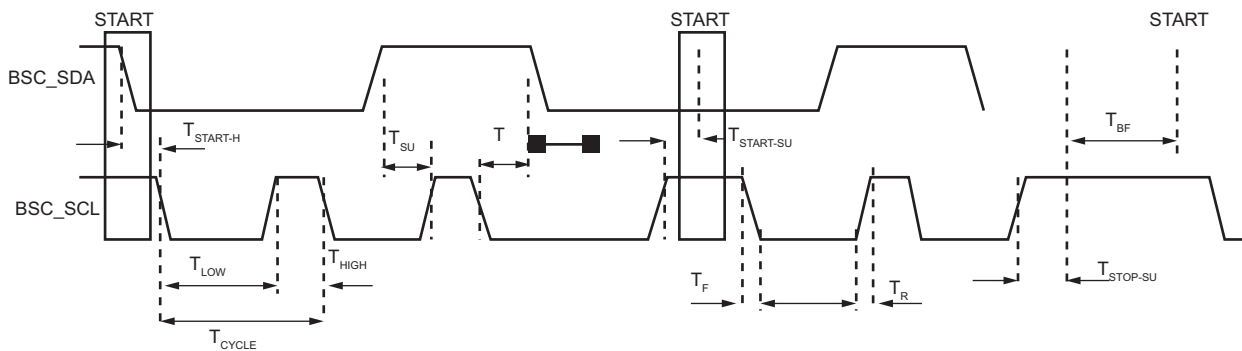 START START START
BSC_SDA
TSTART-H TSU T TSTART-SU TBF
BSC_SCL
TLOW THIGH TF TR TSTOP-SU
TCYCLE